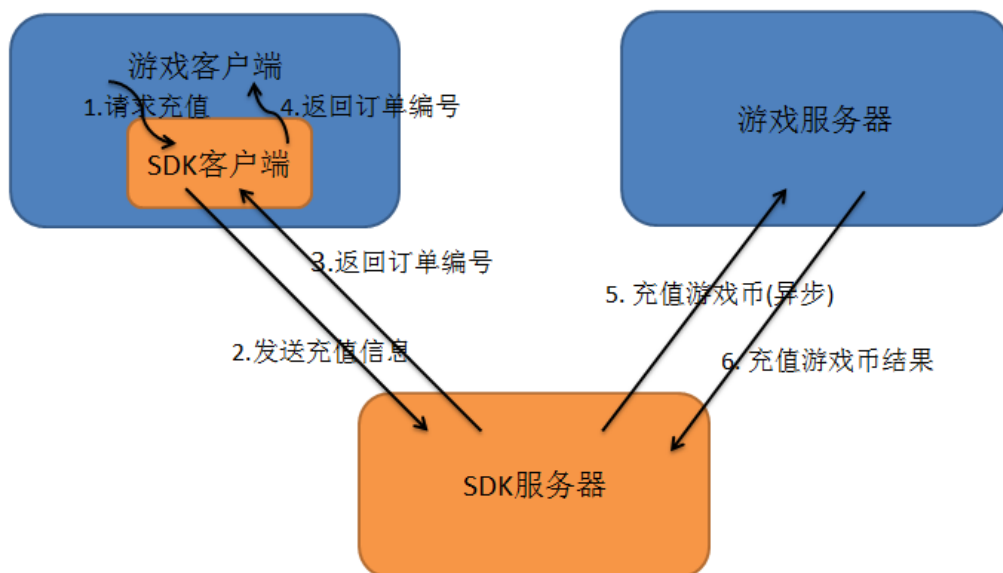 游戏客户端
1.请求充值
4.返回订单编号
SDK客户端
游戏服务器
3.返回订单编号
5. 充值游戏币(异步)
2.发送充值信息
6. 充值游戏币结果
SDK服务器